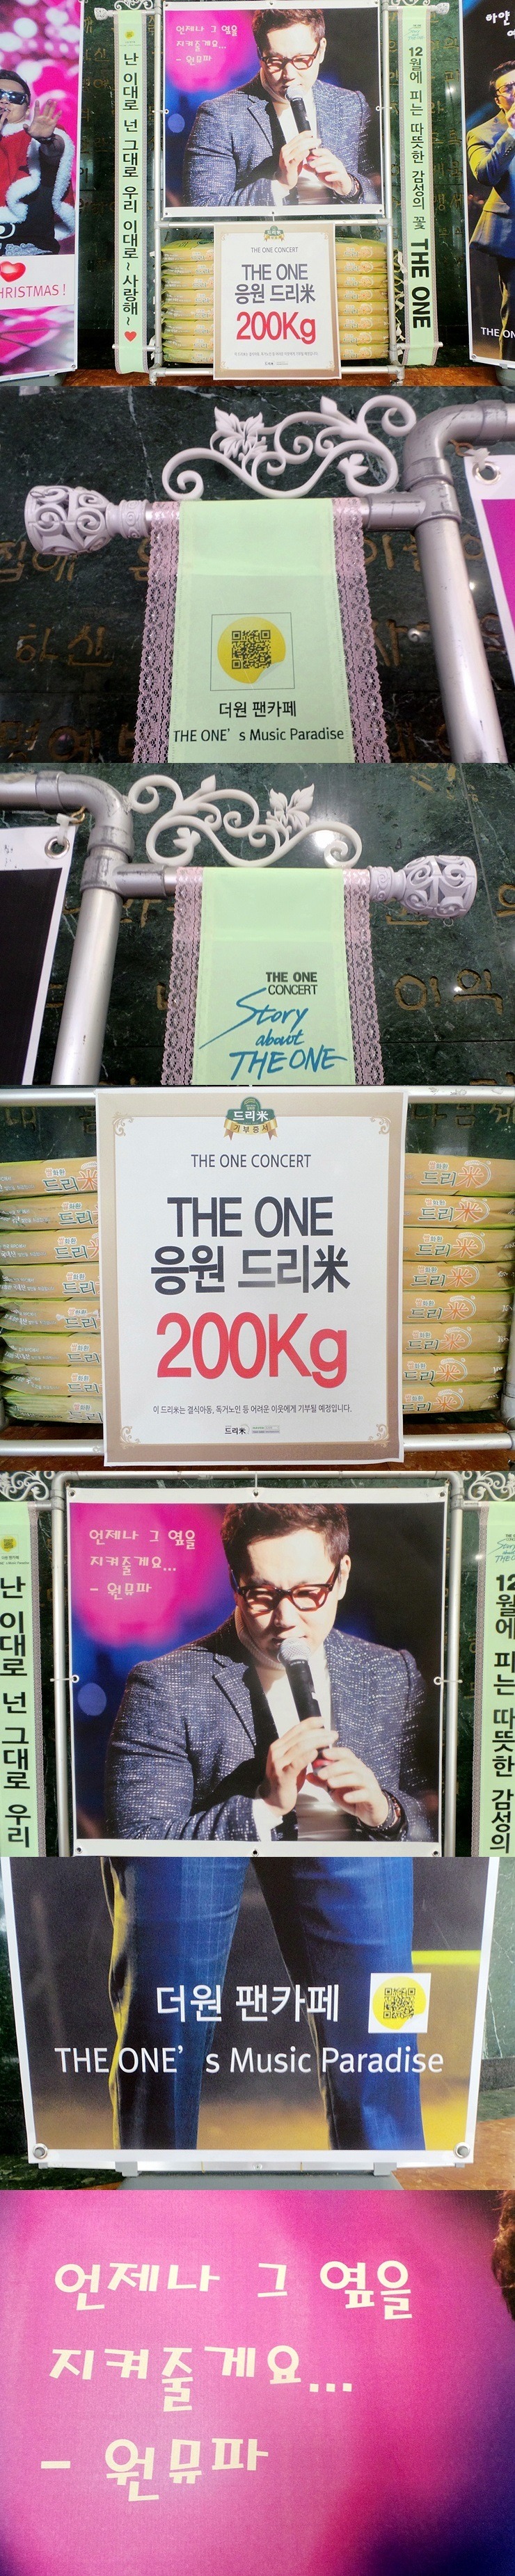 언제나 그 옆을
지켜줄게요...
- 원뮤파
난 이대로 넌 그대로 우리 이대로~사랑해~♥
12월에 피는 따뜻한 감성의 꽃 THE ONE
HRISTMAS !
THE ONE CONCERT
THE ONE
응원 드리米
200Kg
더원 팬카페
THE ONE’s Music Paradise
THE ONE
CONCERT
Story
about
THE ONE
드리米
기부증서
THE ONE CONCERT
THE ONE
응원 드리米
200Kg
이 드리米는 결식아동, 독거노인 등 어려운 이웃에게 기부될 예정입니다.
드리米
언제나 그 옆을
지켜줄게요...
- 원뮤파
난 이대로 넌 그대로 우리
12월에 피는 따뜻한 감성의
더원 팬카페
THE ONE’s Music Paradise
언제나 그 옆을
지켜줄게요...
- 원뮤파